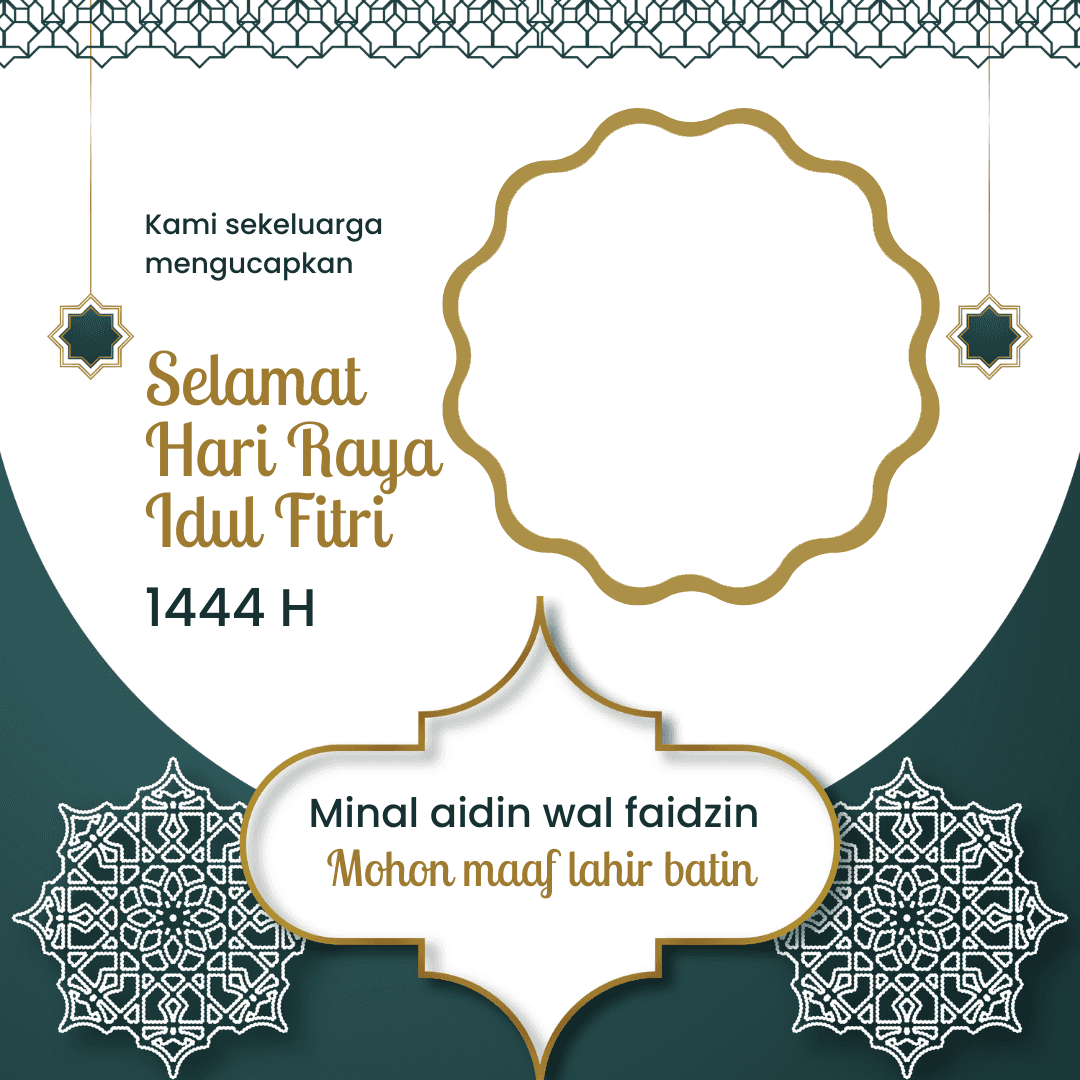 Kami sekeluarga
mengucapkan
Selamat
Hari Raya
Idul Fitri
1444 H
Minal aidin wal faidzin
Mohon maaf lahir batin